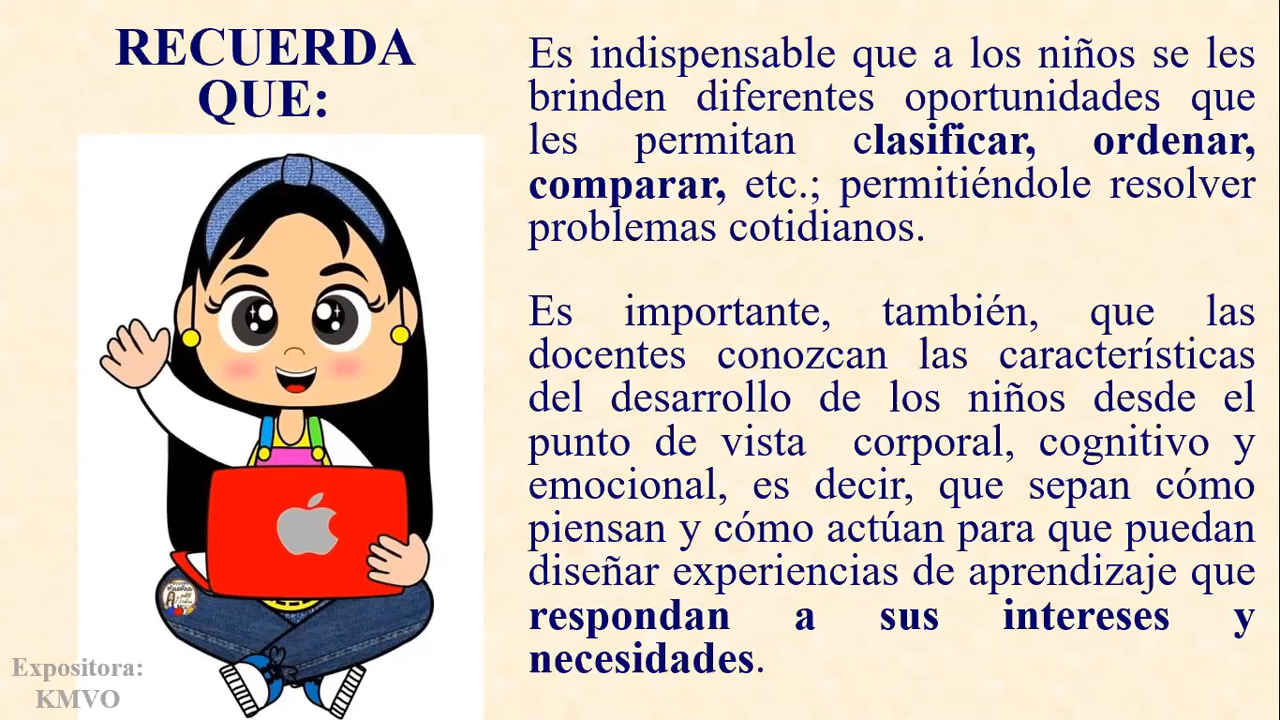 RECUERDA
QUE:
Es indispensable que a los niños se les
brinden diferentes oportunidades que
les permitan clasificar, ordenar,
comparar, etc.; permitiéndole resolver
problemas cotidianos.
Es importante, también, que las
docentes conozcan las características
del desarrollo de los niños desde el
punto de vista corporal, cognitivo y
emocional, es decir, que sepan cómo
piensan y cómo actúan para que puedan
diseñar experiencias de aprendizaje que
respondan a sus intereses y
necesidades.
Expositora:
KMVO